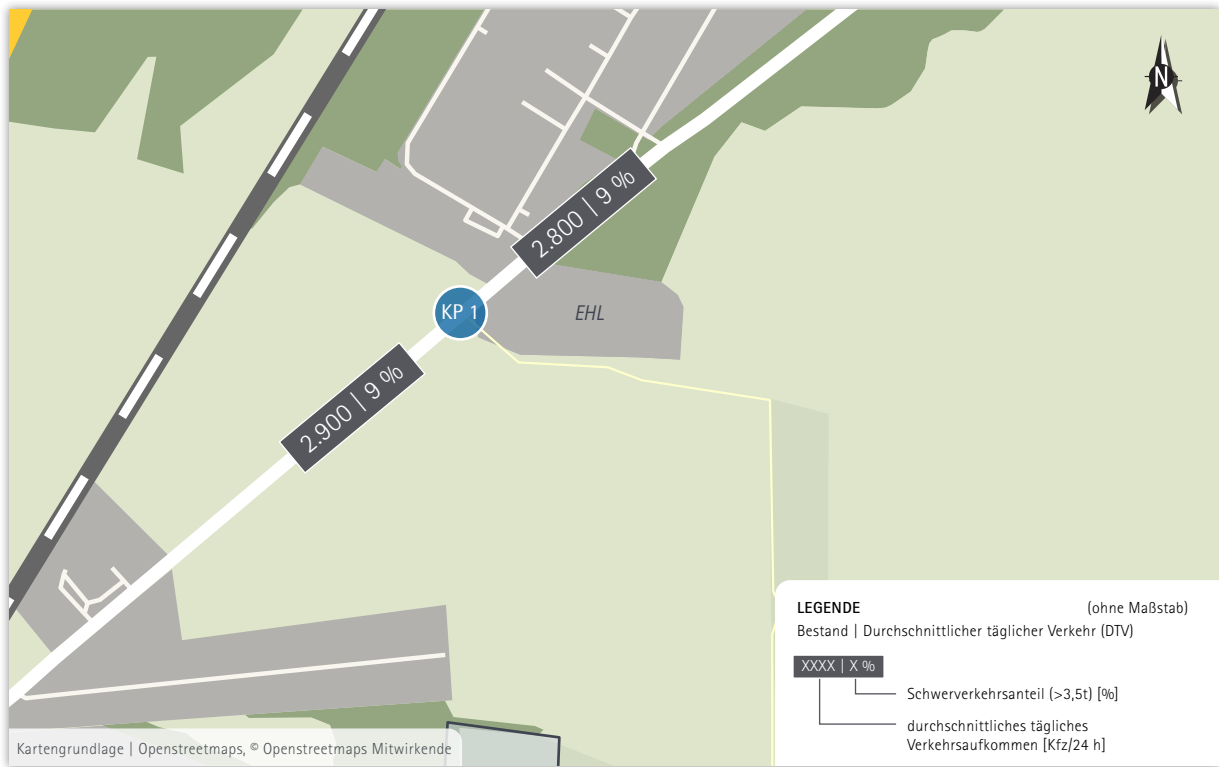 N
2.800 | 9 %
KP 1
EHL
2.900 | 9 %
LEGENDE (ohne Maßstab)
Bestand | Durchschnittlicher täglicher Verkehr (DTV)
XXXX | X %
Schwerverkehrsanteil (>3,5t) [%]
durchschnittliches tägliches
Verkehrsaufkommen [Kfz/24 h]
Kartengrundlage | Openstreetmaps, © Openstreetmaps Mitwirkende